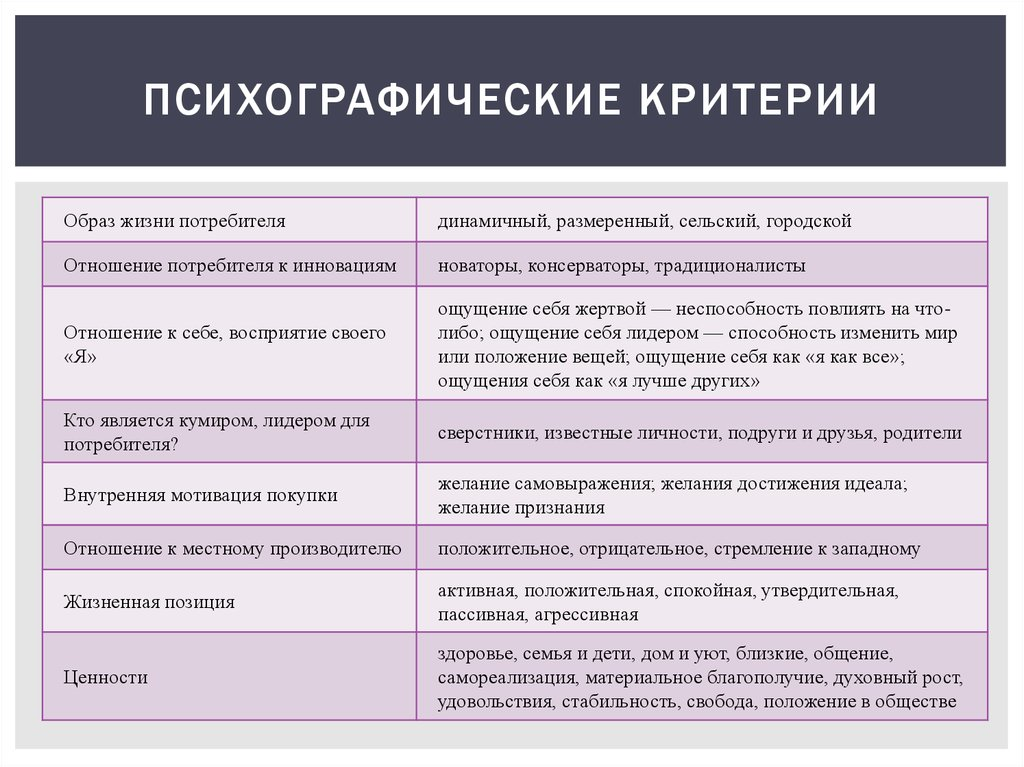 ПСИХОГРАФИЧЕСКИЕ КРИТЕРИИ
Образ жизни потребителя
динамичный, размеренный, сельский, городской
Отношение потребителя к инновациям
новаторы, консерваторы, традиционалисты
Отношение к себе, восприятие своего
«Я»
ощущение себя жертвой — неспособность повлиять на что-
либо; ощущение себя лидером — способность изменить мир
или положение вещей; ощущение себя как «я как все»;
ощущения себя как «я лучше других»
Кто является кумиром, лидером для
потребителя?
сверстники, известные личности, подруги и друзья, родители
Внутренняя мотивация покупки
желание самовыражения; желания достижения идеала;
желание признания
Отношение к местному производителю
положительное, отрицательное, стремление к западному
Жизненная позиция
активная, положительная, спокойная, утвердительная,
пассивная, агрессивная
Ценности
здоровье, семья и дети, дом и уют, близкие, общение,
самореализация, материальное благополучие, духовный рост,
удовольствия, стабильность, свобода, положение в обществе